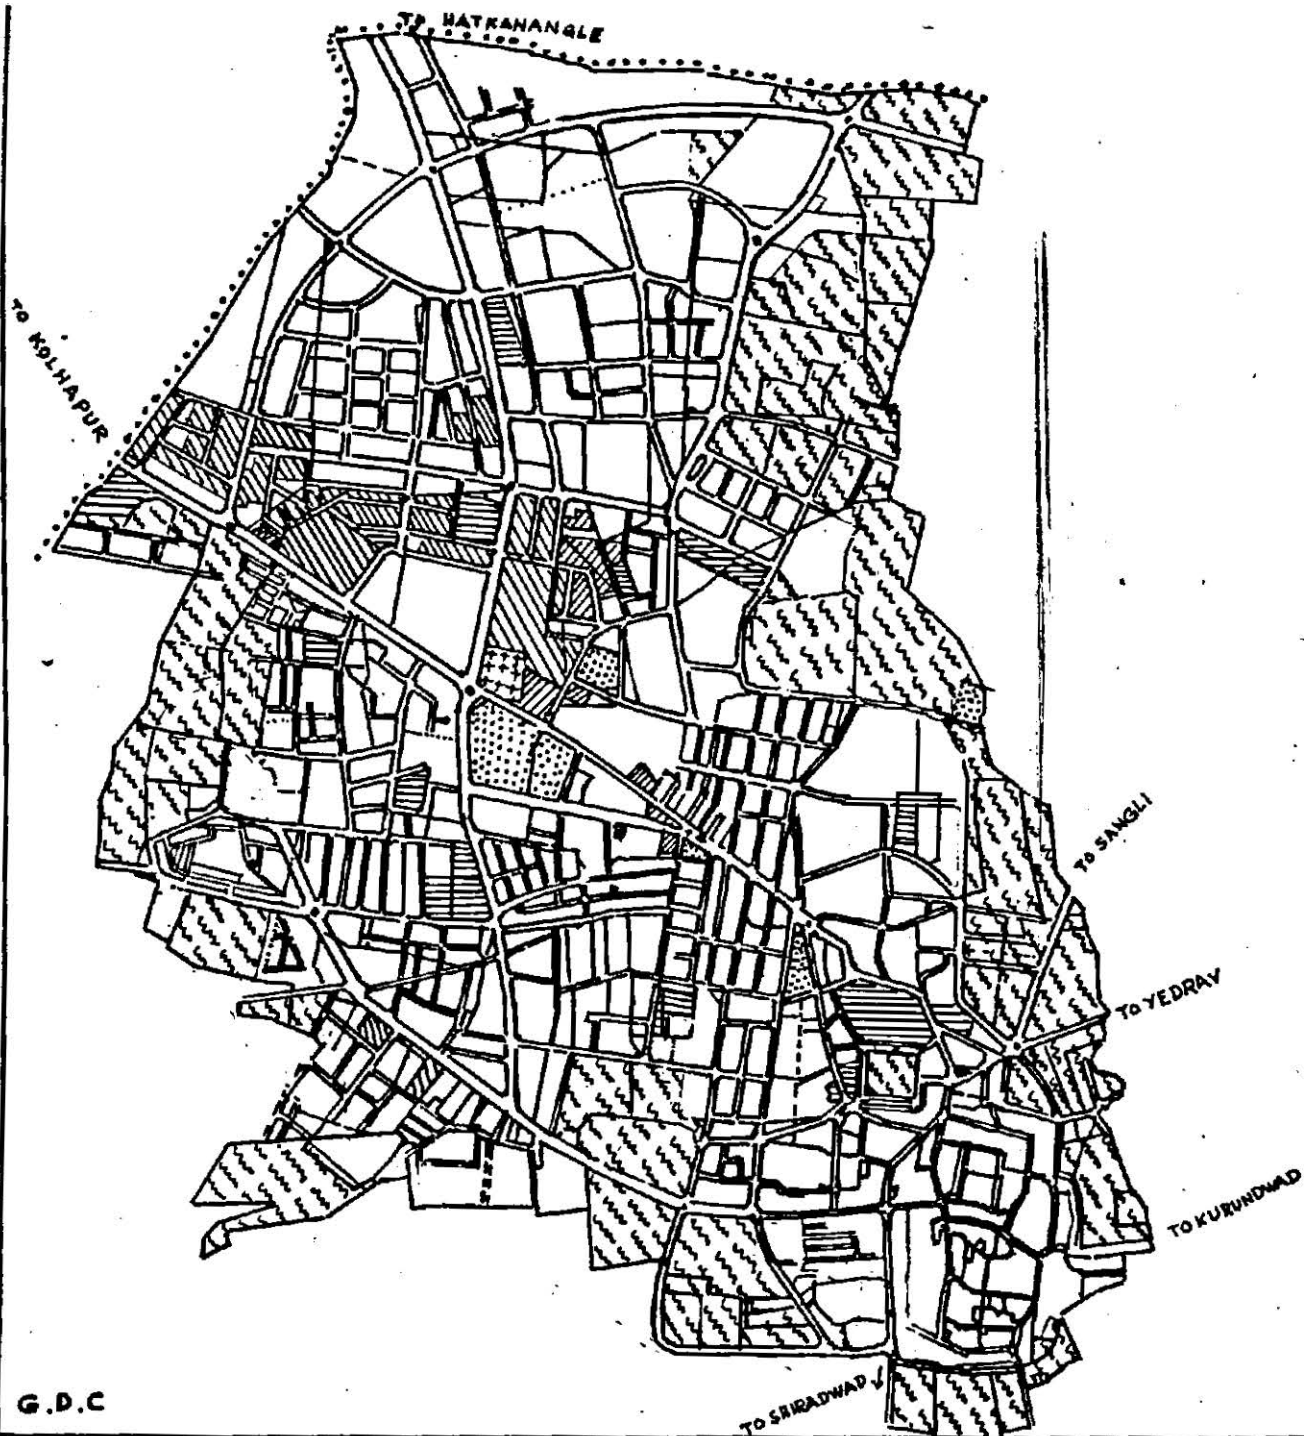 TO HATKANANGLE
TO KOLHAPUR
TO SANGLI
TO YEDRAV
TO KURUNDWAD
TO SHIRADWAD
G.D.C